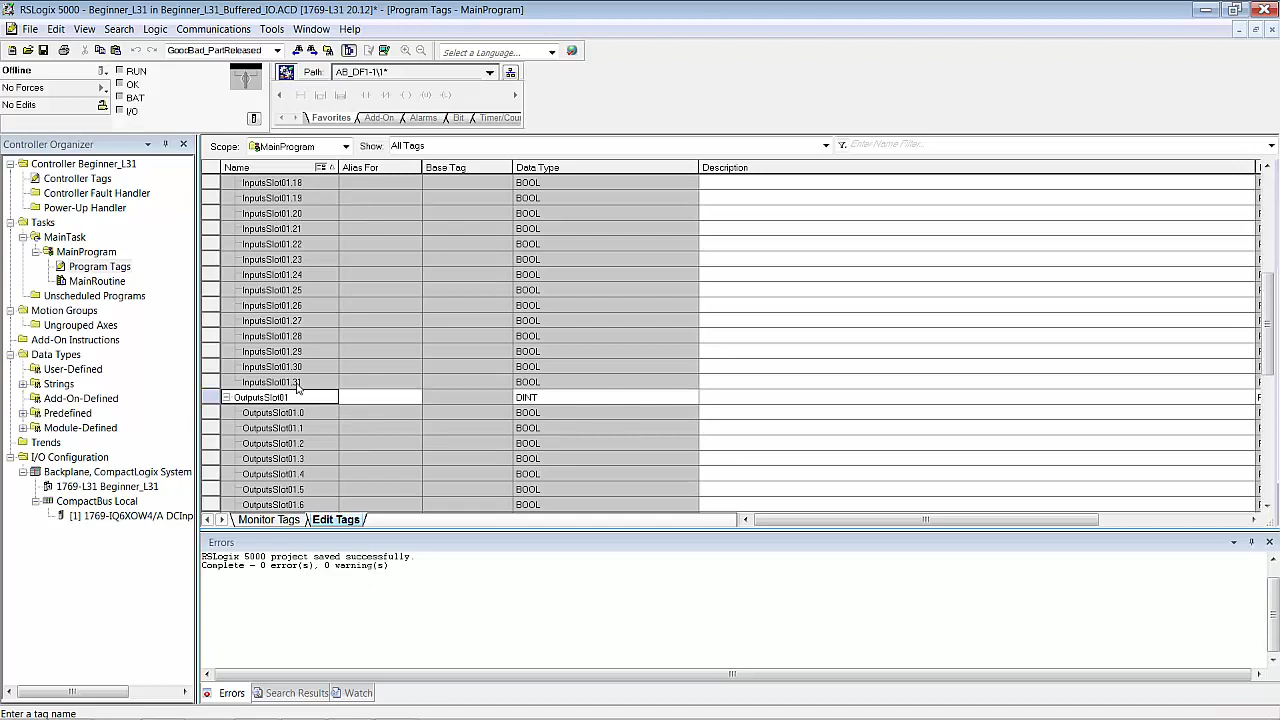 RSLogix 5000 - Beginner_L31 in Beginner_L31_Buffered_IO.ACD [1769-L31 20.12]* - [Program Tags - MainProgram]
File Edit View Search Logic Communications Tools Window Help
GoodBad_PartReleased
Select a Language...
Offline
No Forces
No Edits
RUN
OK
BAT
I/O
Path: AB_DF1-1\1*
Favorites Add-On Alarms Bit Timer/Cou
Controller Organizer
Controller Beginner_L31
Controller Tags
Controller Fault Handler
Power-Up Handler
Tasks
MainTask
MainProgram
Program Tags
MainRoutine
Unscheduled Programs
Motion Groups
Ungrouped Axes
Add-On Instructions
Data Types
User-Defined
Strings
Add-On-Defined
Predefined
Module-Defined
Trends
I/O Configuration
Backplane, CompactLogix System
1769-L31 Beginner_L31
CompactBus Local
[1] 1769-IQ6XOW4/A DCInp
Scope: MainProgram Show: All Tags Enter Name Filter...
Name Alias For Base Tag Data Type Description
InputsSlot01.18 BOOL
InputsSlot01.19 BOOL
InputsSlot01.20 BOOL
InputsSlot01.21 BOOL
InputsSlot01.22 BOOL
InputsSlot01.23 BOOL
InputsSlot01.24 BOOL
InputsSlot01.25 BOOL
InputsSlot01.26 BOOL
InputsSlot01.27 BOOL
InputsSlot01.28 BOOL
InputsSlot01.29 BOOL
InputsSlot01.30 BOOL
InputsSlot01.31 BOOL
OutputsSlot01 DINT
OutputsSlot01.0 BOOL
OutputsSlot01.1 BOOL
OutputsSlot01.2 BOOL
OutputsSlot01.3 BOOL
OutputsSlot01.4 BOOL
OutputsSlot01.5 BOOL
OutputsSlot01.6 BOOL
Monitor Tags Edit Tags
Errors
RSLogix 5000 project saved successfully.
Complete - 0 error(s), 0 warning(s)
Errors Search Results Watch
Enter a tag name